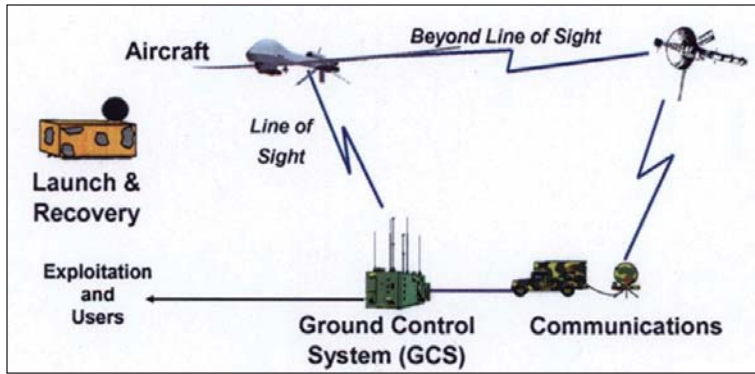 Aircraft
Beyond Line of Sight
Line of
Sight
Launch &
Recovery
Exploitation
and
Users
Ground Control
System (GCS)
Communications